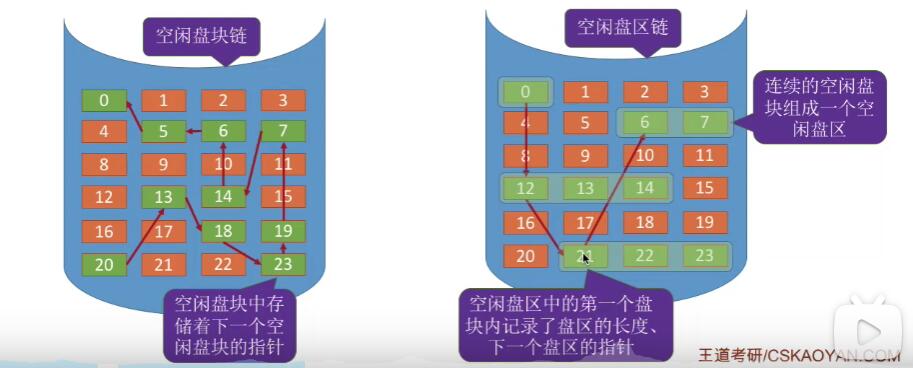 空闲盘块链
0 1 2 3
4 5 6 7
8 9 10 11
12 13 14 15
16 17 18 19
20 21 22 23
空闲盘块中存
储着下一个空
闲盘块的指针
空闲盘区链
0 1 2 3
4 5 6 7
8 9 10 11
12 13 14 15
16 17 18 19
20 21 22 23
连续的空闲盘
块组成一个空
闲盘区
空闲盘区中的第一个盘
块内记录了盘区的长度、
下一个盘区的指针
王道考研/CSKAOYAN.COM